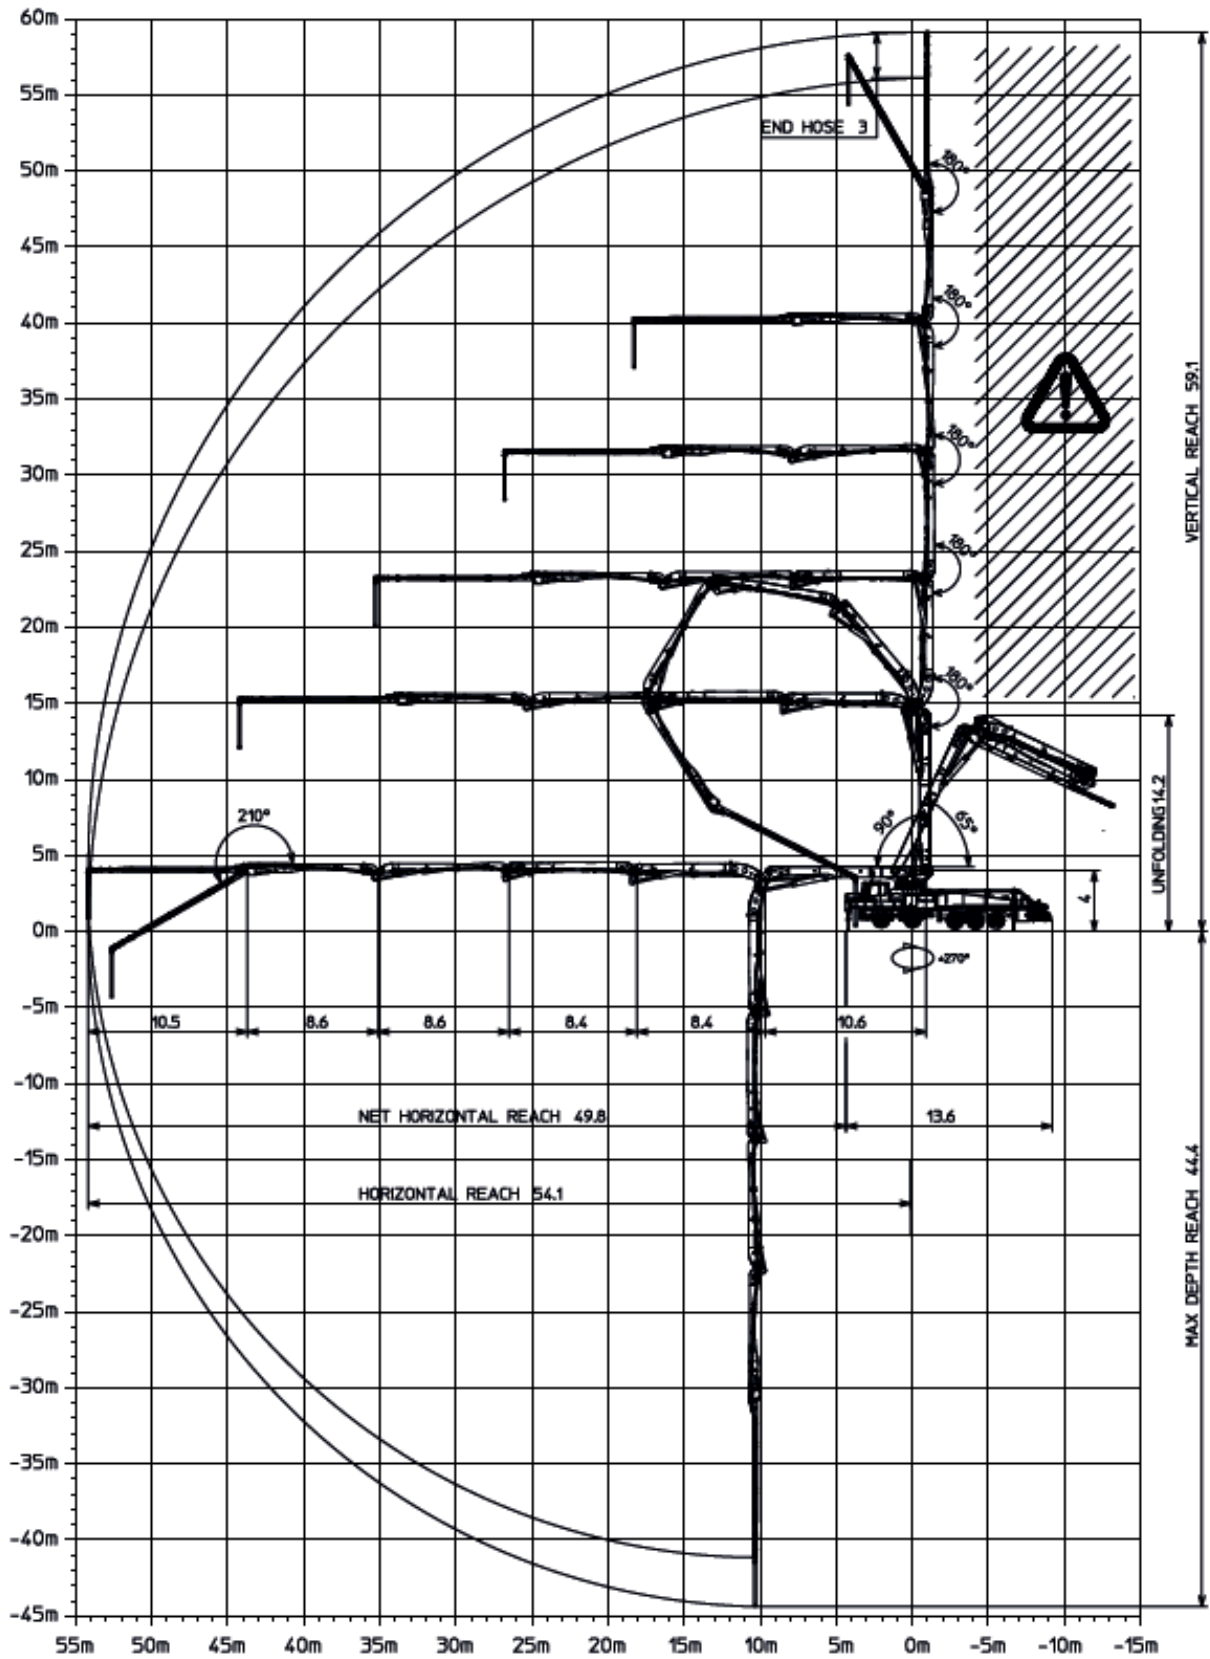 60m
55m
END HOSE 3
180°
50m
45m
180°
40m
VERTICAL REACH 59.1
35m
180°
30m
180°
25m
20m
180°
15m
UNFOLDING 14.2
10m
210°
90°
65°
5m
4
0m
+270°
-5m
10.5
8.6
8.6
8.4
8.4
10.6
-10m
NET HORIZONTAL REACH 49.8
13.6
-15m
MAX DEPTH REACH 44.4
HORIZONTAL REACH 54.1
-20m
-25m
-30m
-35m
-40m
-45m
55m 50m 45m 40m 35m 30m 25m 20m 15m 10m 5m 0m -5m -10m -15m